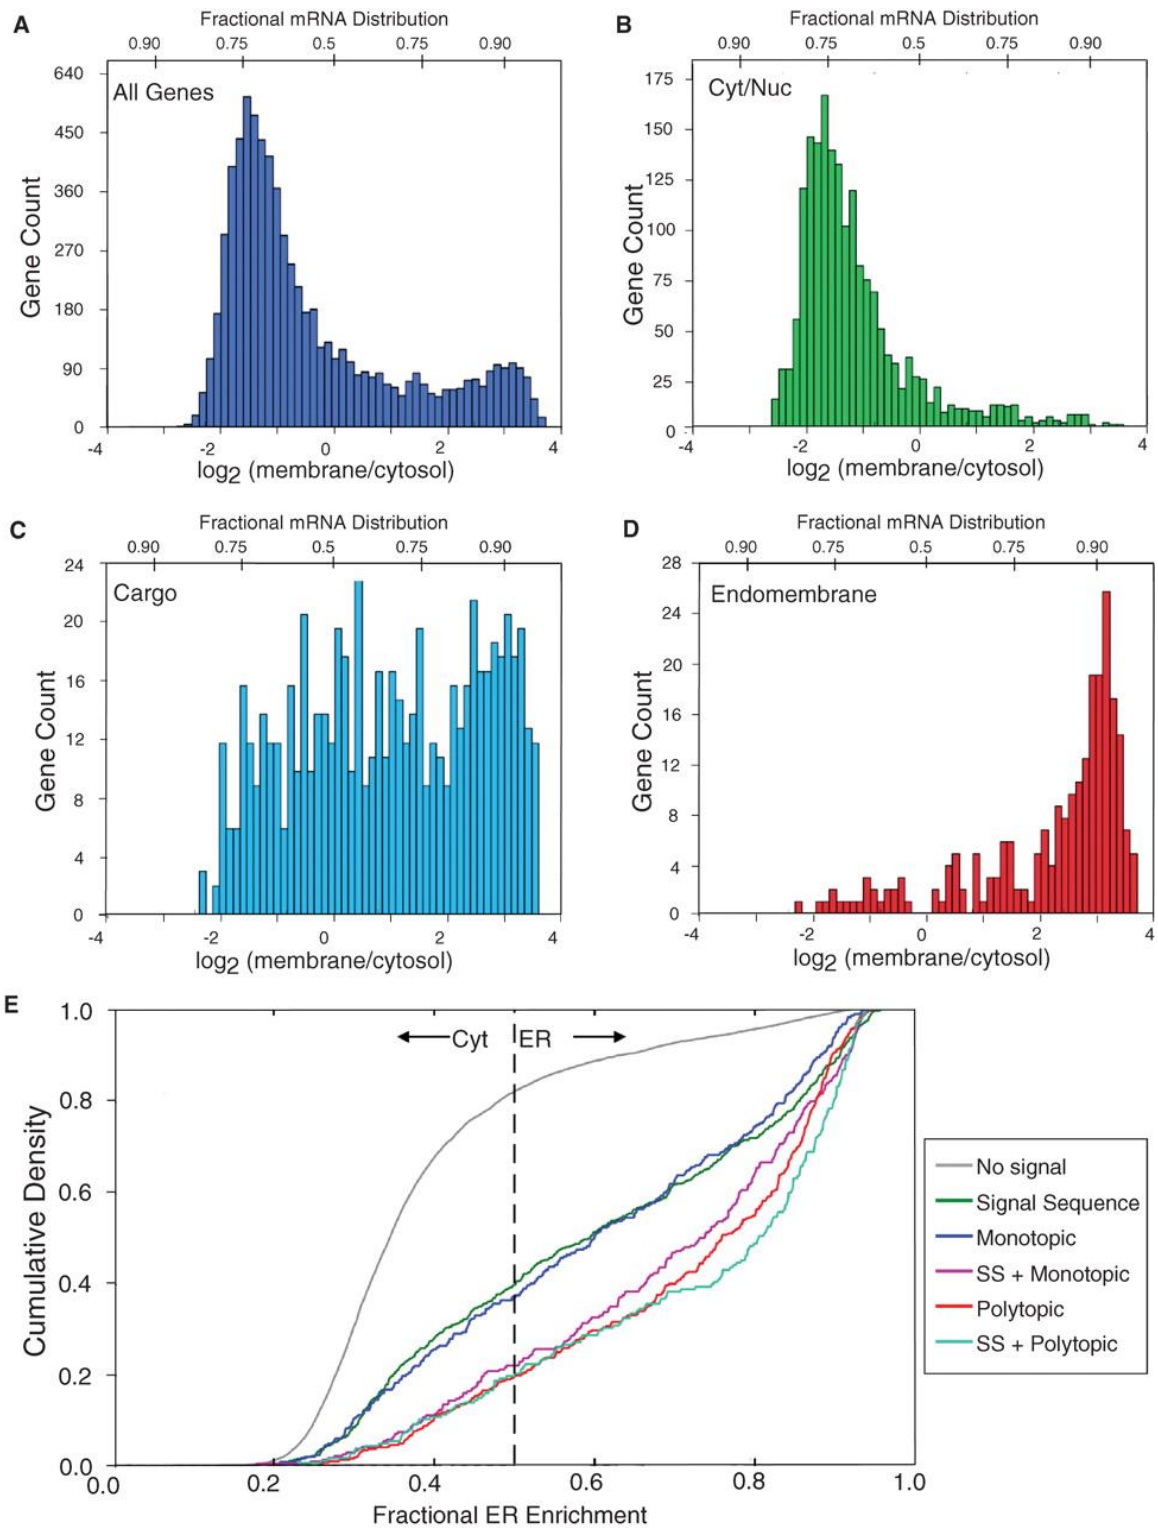 A
Fractional mRNA Distribution
0.90 0.75 0.5 0.75 0.90
All Genes
640
450
360
270
180
90
0
Gene Count
-4 -2 0 2 4
log2 (membrane/cytosol)
B
Fractional mRNA Distribution
0.90 0.75 0.5 0.75 0.90
Cyt/Nuc
175
150
125
100
75
50
25
0
Gene Count
-4 -2 0 2 4
log2 (membrane/cytosol)
C
Fractional mRNA Distribution
0.90 0.75 0.5 0.75 0.90
Cargo
24
20
16
12
8
4
0
Gene Count
-4 -2 0 2 4
log2 (membrane/cytosol)
D
Fractional mRNA Distribution
0.90 0.75 0.5 0.75 0.90
Endomembrane
28
24
20
16
12
8
4
0
Gene Count
-4 -2 0 2 4
log2 (membrane/cytosol)
E
1.0
0.8
0.6
0.4
0.2
0.0
Cumulative Density
Cyt ER
0.0 0.2 0.4 0.6 0.8 1.0
Fractional ER Enrichment
No signal
Signal Sequence
Monotopic
SS + Monotopic
Polytopic
SS + Polytopic